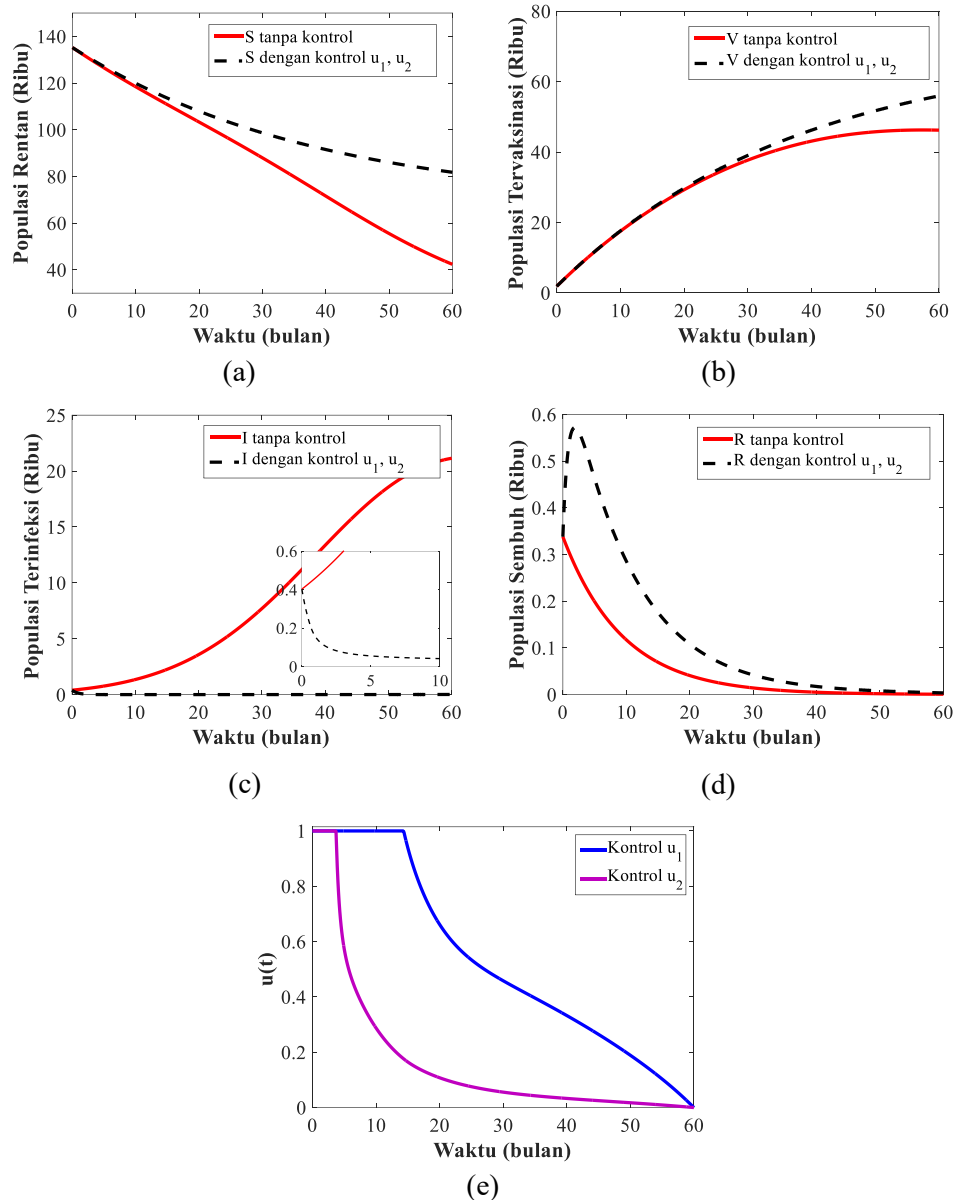 140
120
100
80
60
40
0
10
20
30
40
50
60
Populasi Rentan (Ribu)
Waktu (bulan)
S tanpa kontrol
S dengan kontrol u1, u2
(a)
80
60
40
20
0
0
10
20
30
40
50
60
Populasi Tervaksinasi (Ribu)
Waktu (bulan)
V tanpa kontrol
V dengan kontrol u1, u2
(b)
25
20
15
10
5
0
0
10
20
30
40
50
60
Populasi Terinfeksi (Ribu)
Waktu (bulan)
I tanpa kontrol
I dengan kontrol u1, u2
0.6
0.4
0.2
0
0
5
10
(c)
0.6
0.5
0.4
0.3
0.2
0.1
0
0
10
20
30
40
50
60
Populasi Sembuh (Ribu)
Waktu (bulan)
R tanpa kontrol
R dengan kontrol u1, u2
(d)
1
0.8
0.6
0.4
0.2
0
0
10
20
30
40
50
60
u(t)
Waktu (bulan)
Kontrol u1
Kontrol u2
(e)